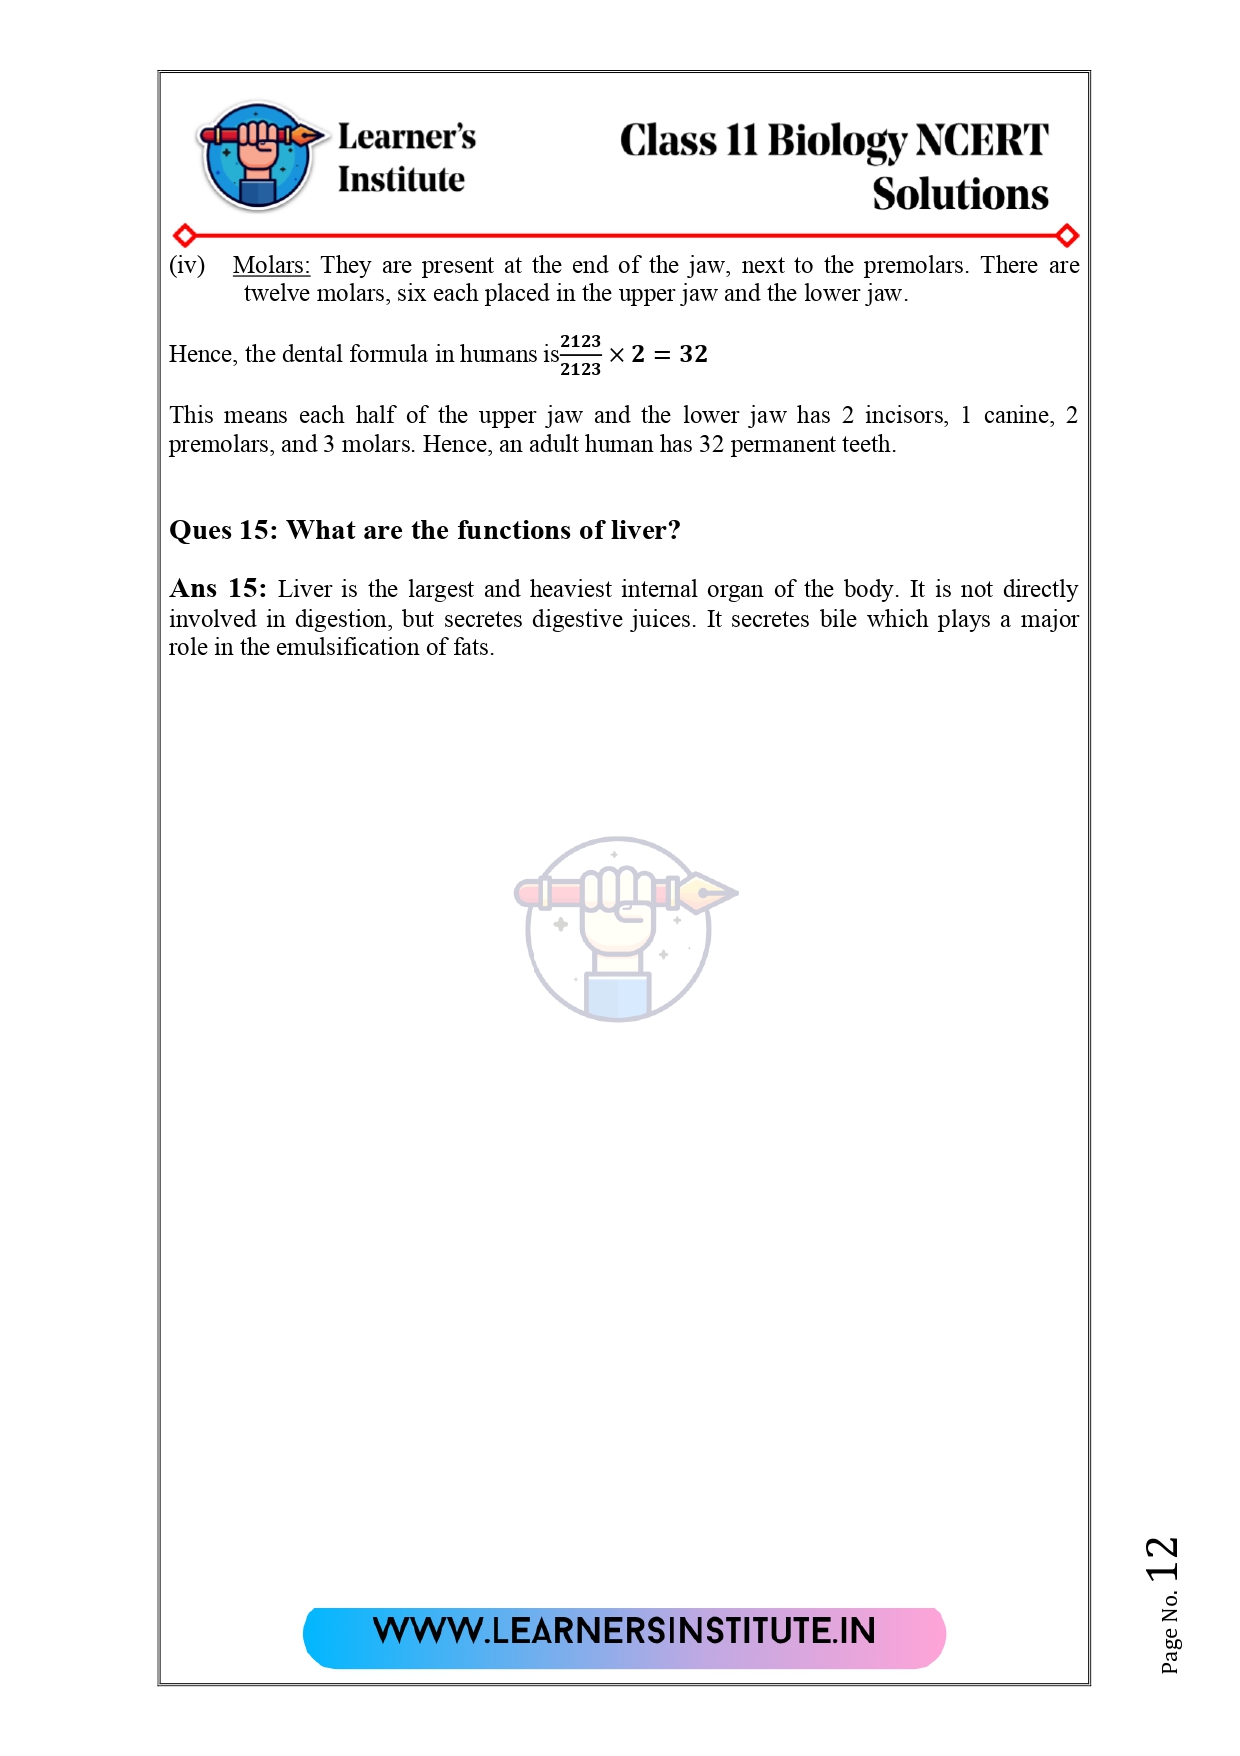 Learner's
Institute
Class 11 Biology NCERT
Solutions
(iv) Molars: They are present at the end of the jaw, next to the premolars. There are
twelve molars, six each placed in the upper jaw and the lower jaw.
Hence, the dental formula in humans is 2123/2123 × 2 = 32
This means each half of the upper jaw and the lower jaw has 2 incisors, 1 canine, 2
premolars, and 3 molars. Hence, an adult human has 32 permanent teeth.
Ques 15: What are the functions of liver?
Ans 15: Liver is the largest and heaviest internal organ of the body. It is not directly
involved in digestion, but secretes digestive juices. It secretes bile which plays a major
role in the emulsification of fats.
Page No. 12
WWW.LEARNERSINSTITUTE.IN